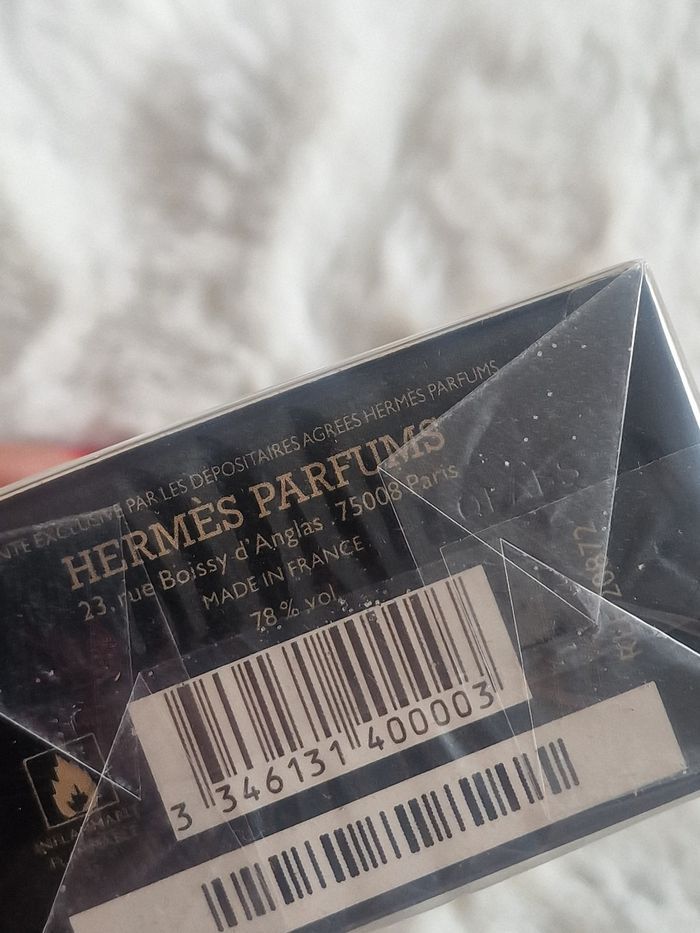 EXCLUSIVE PAR LES DÉPOSITAIRES AGRÉÉS HERMÈS PARFUMS
HERMÈS PARFUMS
23, rue Boissy d'Anglas . 75008 Paris
MADE IN FRANCE
78 % vol.
3 346131 400003